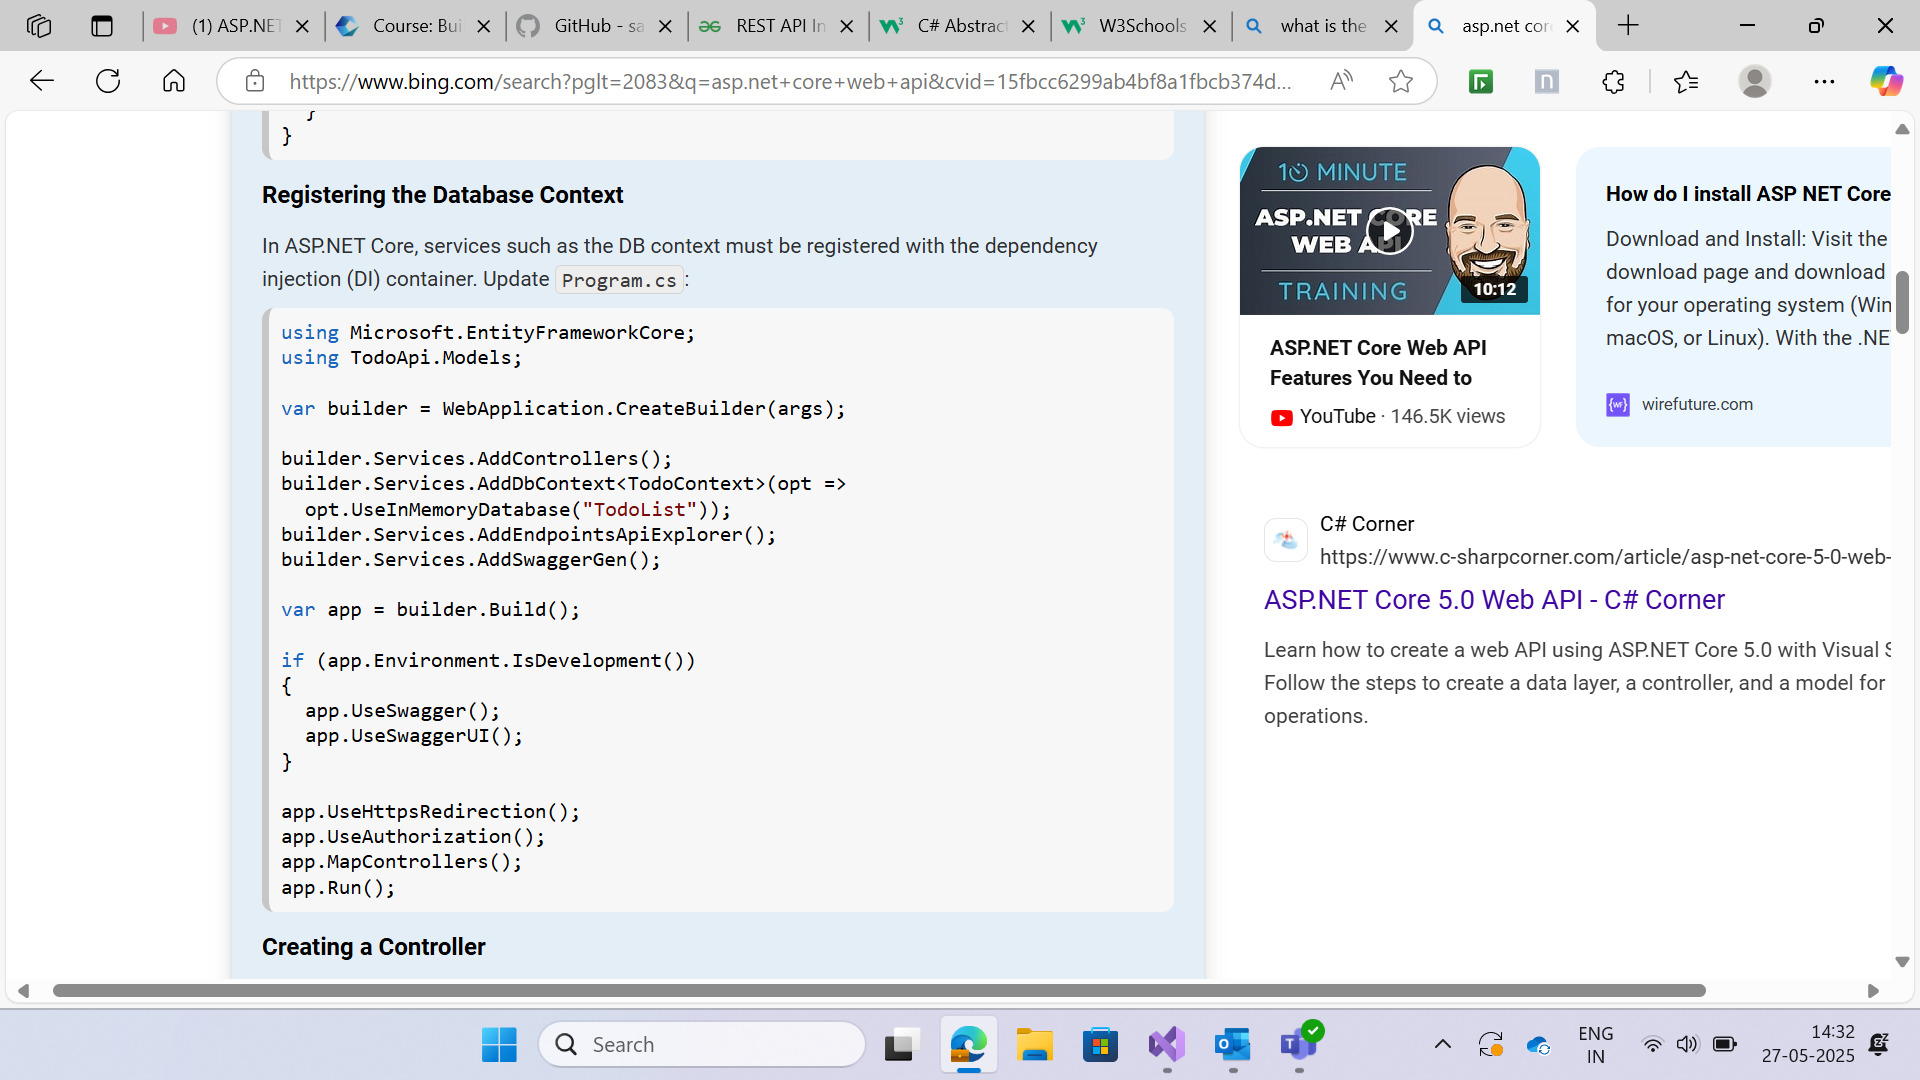 (1) ASP.NET
Course: Bui
GitHub - sa
REST API In
C# Abstract
W3Schools
what is the
asp.net cor
https://www.bing.com/search?pglt=2083&q=asp.net+core+web+api&cvid=15fbcc6299ab4bf8a1fbcb374d...
}
}
Registering the Database Context
In ASP.NET Core, services such as the DB context must be registered with the dependency
injection (DI) container. Update Program.cs:
using Microsoft.EntityFrameworkCore;
using TodoApi.Models;
var builder = WebApplication.CreateBuilder(args);
builder.Services.AddControllers();
builder.Services.AddDbContext<TodoContext>(opt =>
opt.UseInMemoryDatabase("TodoList"));
builder.Services.AddEndpointsApiExplorer();
builder.Services.AddSwaggerGen();
var app = builder.Build();
if (app.Environment.IsDevelopment())
{
app.UseSwagger();
app.UseSwaggerUI();
}
app.UseHttpsRedirection();
app.UseAuthorization();
app.MapControllers();
app.Run();
Creating a Controller
10 MINUTE
ASP.NET CORE
WEB API
TRAINING
10:12
ASP.NET Core Web API
Features You Need to
YouTube · 146.5K views
How do I install ASP NET Core
Download and Install: Visit the
download page and download
for your operating system (Win
macOS, or Linux). With the .NE
{WF}
wirefuture.com
C# Corner
https://www.c-sharpcorner.com/article/asp-net-core-5-0-web-
ASP.NET Core 5.0 Web API - C# Corner
Learn how to create a web API using ASP.NET Core 5.0 with Visual S
Follow the steps to create a data layer, a controller, and a model for
operations.
Search
ENG
IN
14:32
27-05-2025